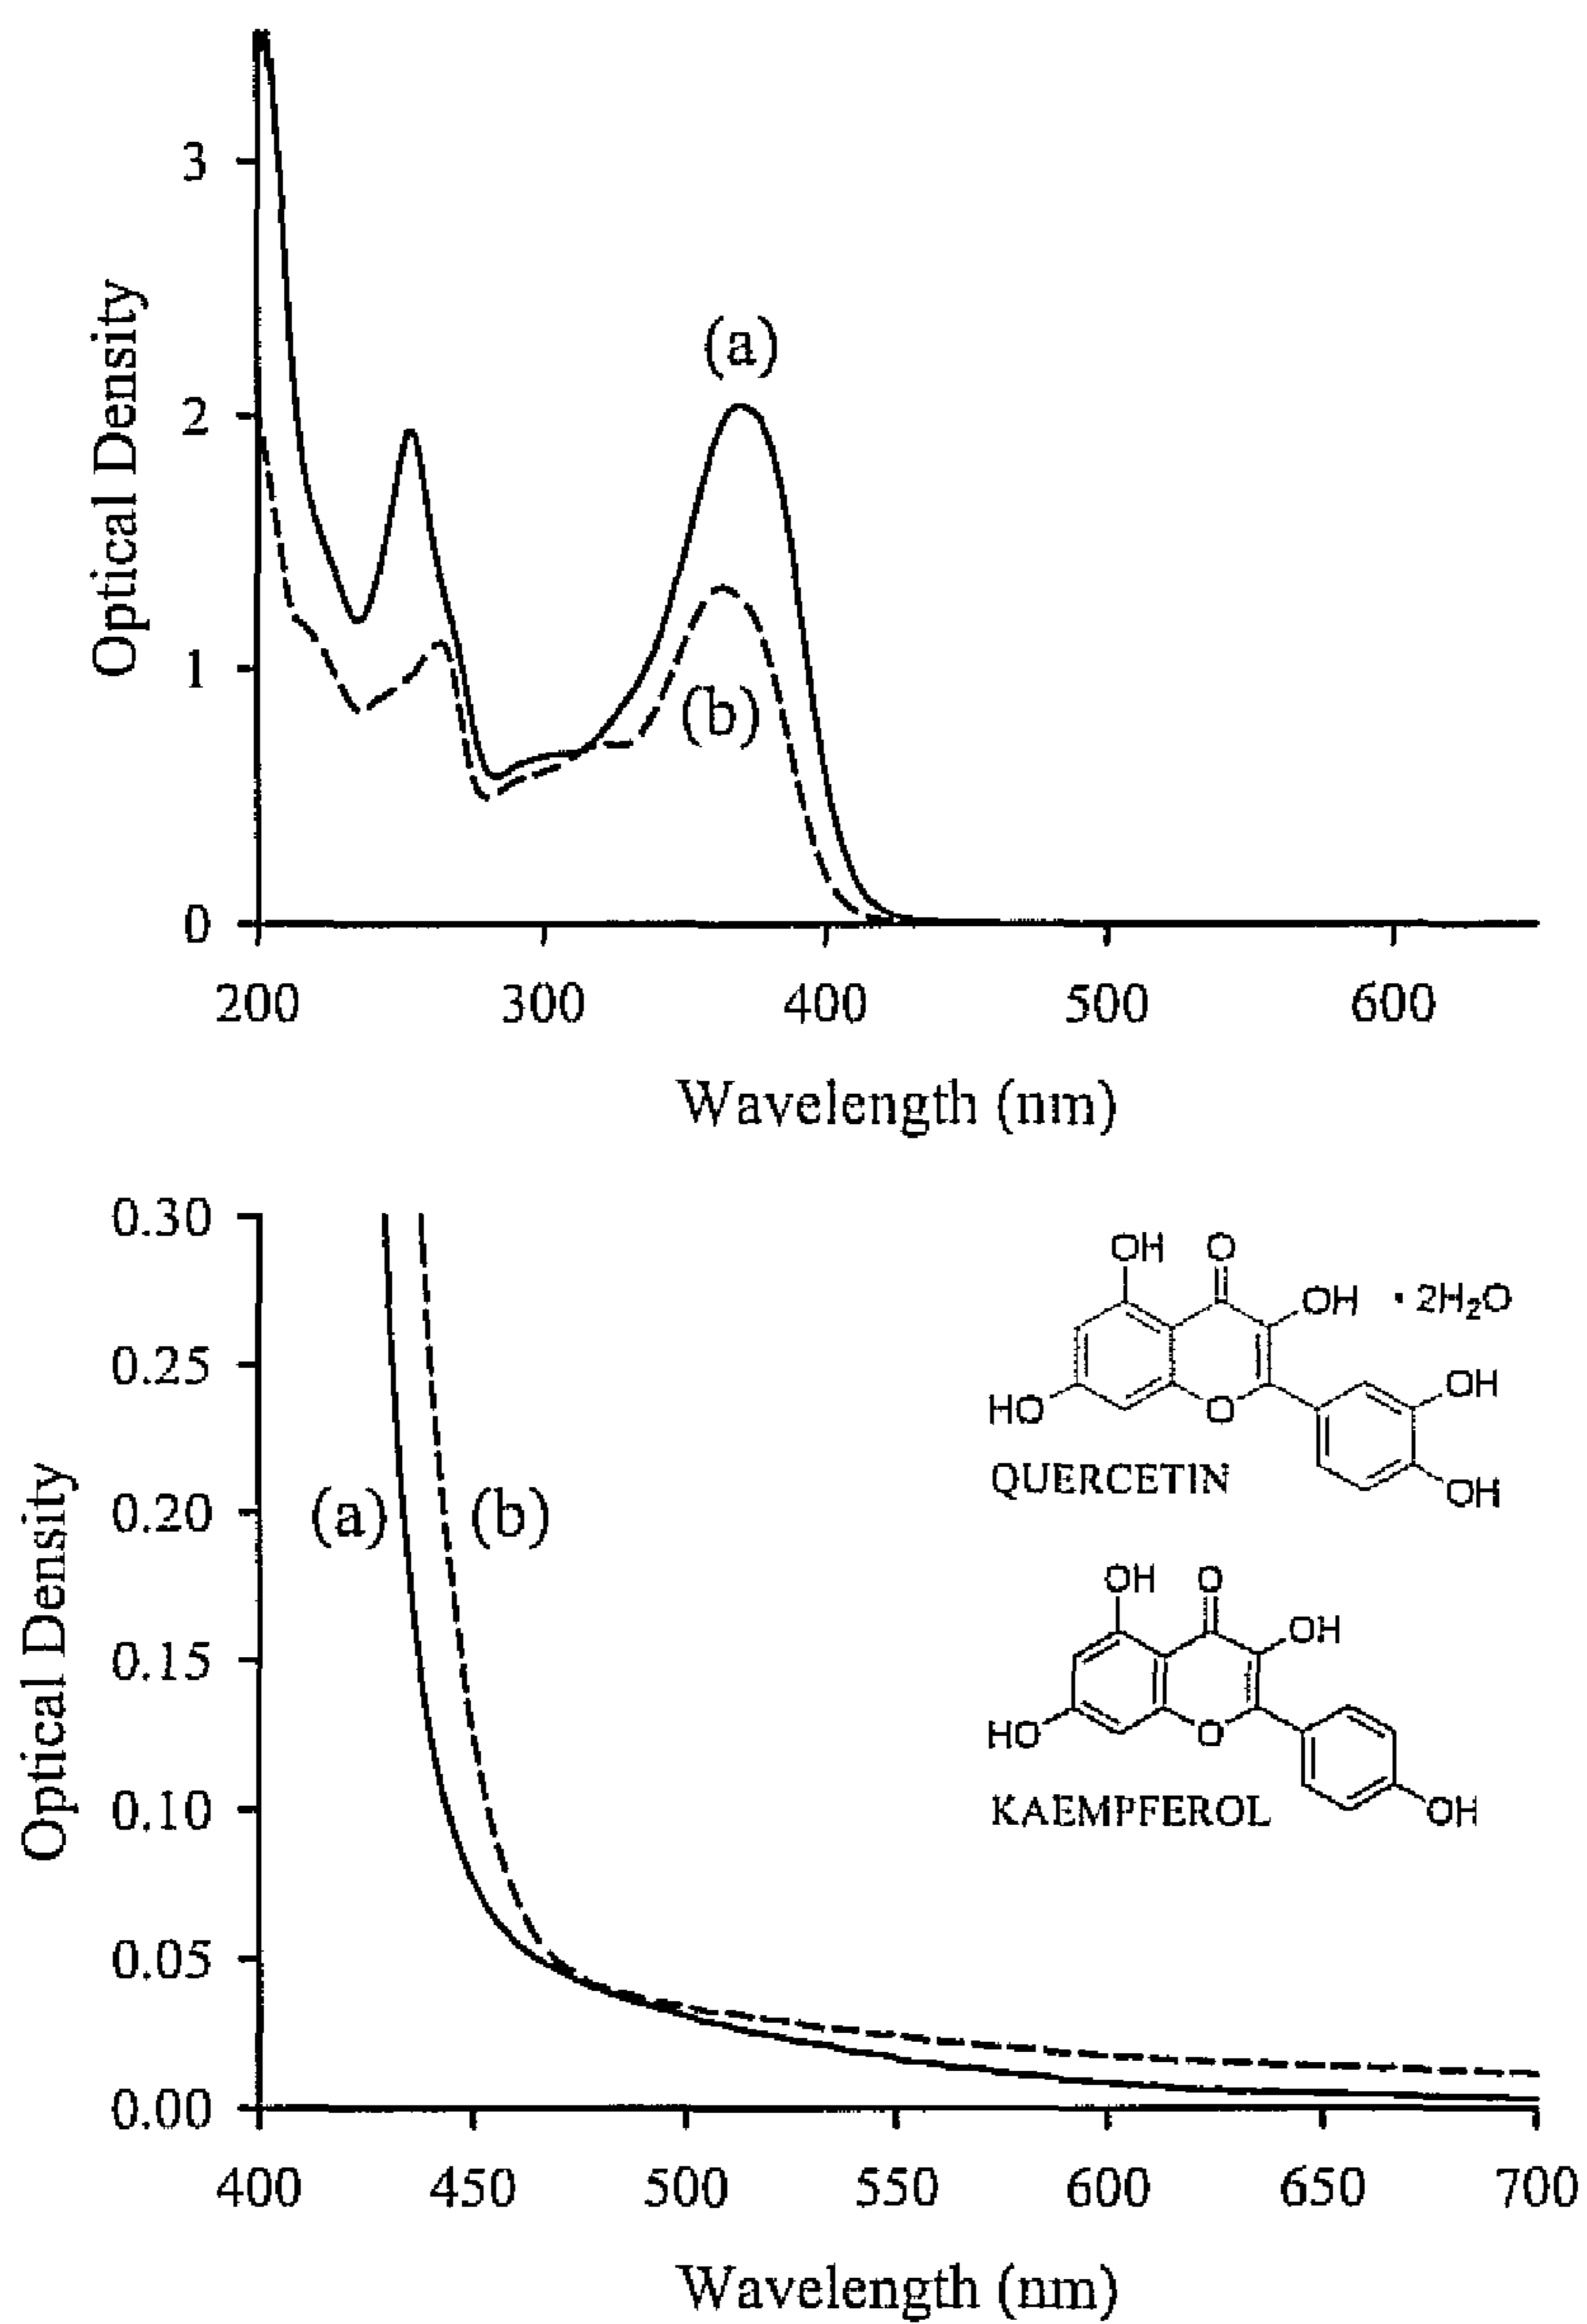 3
2
1
0
Optical Density
(a)
(b)
200 300 400 500 600
Wavelength (nm)
0.30
0.25
0.20
0.15
0.10
0.05
0.00
Optical Density
(a) (b)
OH O
OH · 2H₂O
HO O OH
QUERCETIN
OH
OH O
OH
HO O
KAEMPFEROL
OH
400 450 500 550 600 650 700
Wavelength (nm)